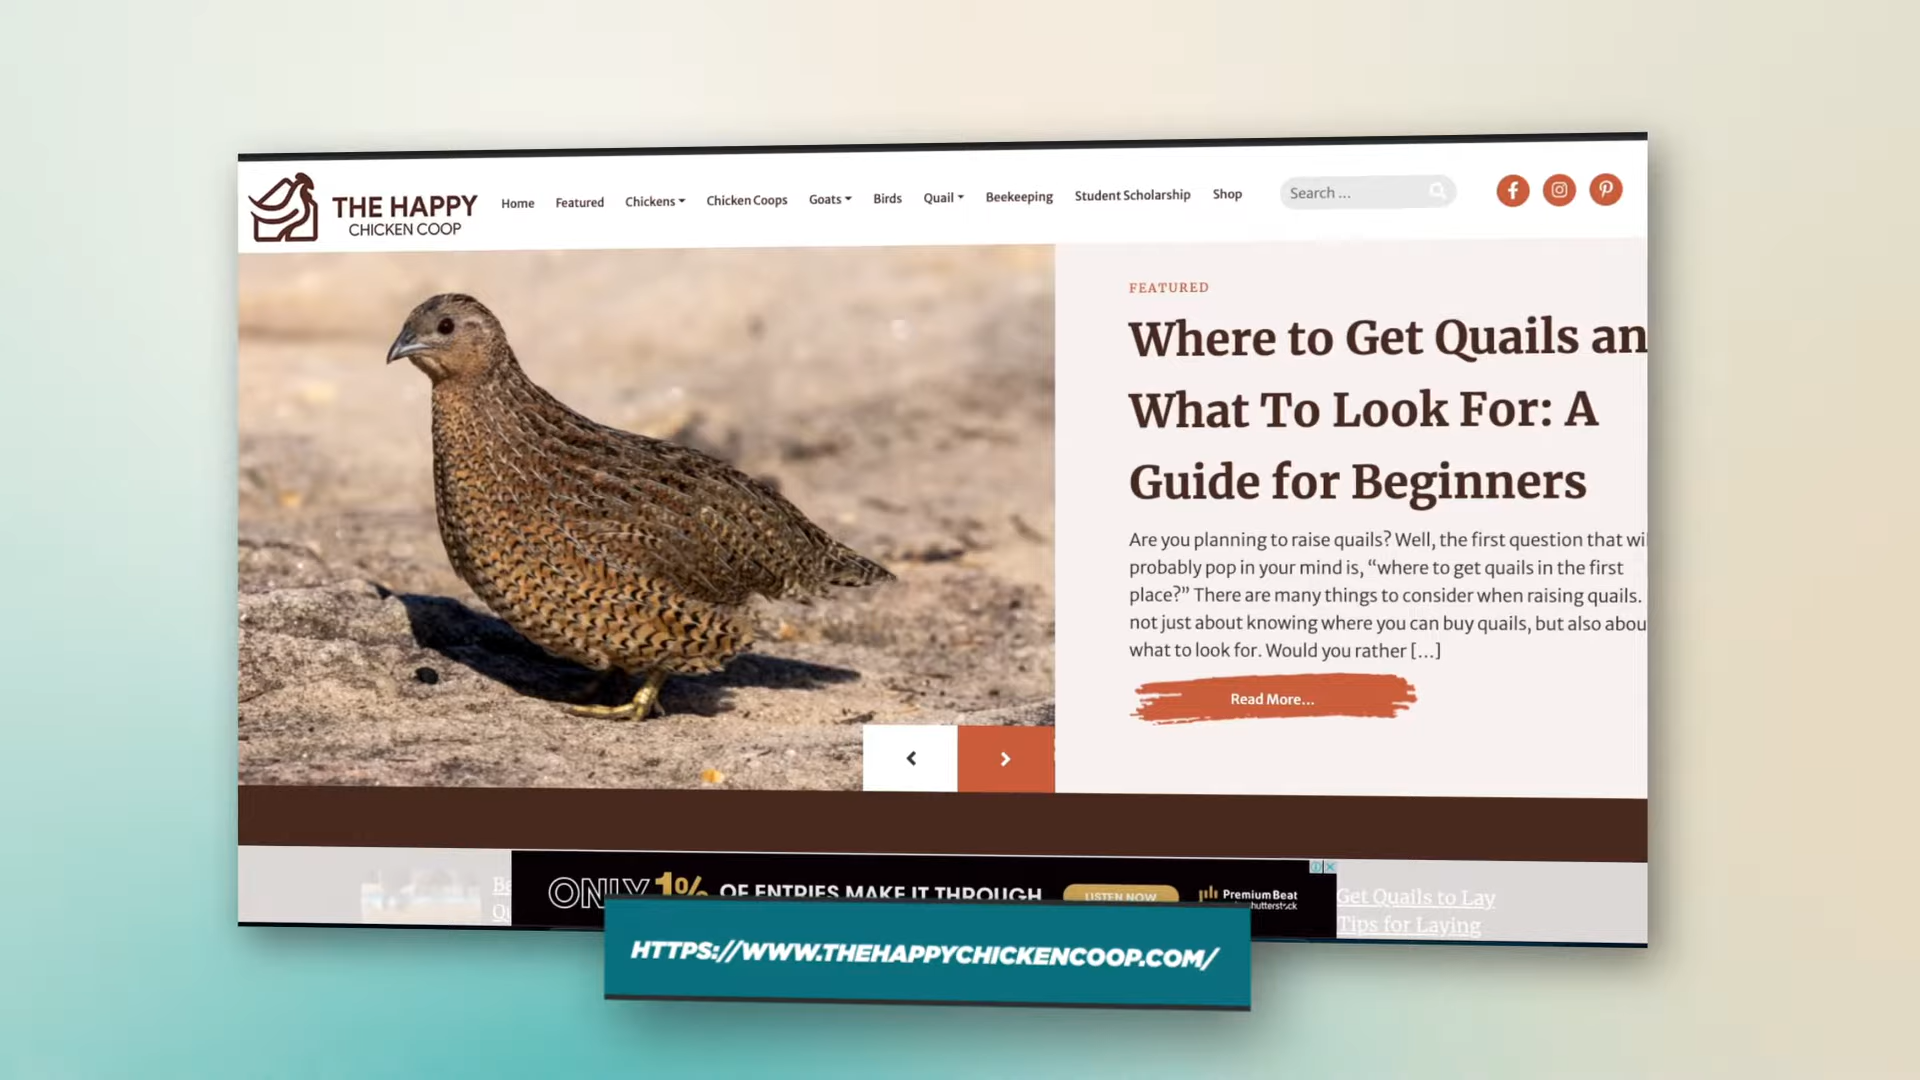 THE HAPPY
CHICKEN COOP
Home Featured Chickens Chicken Coops Goats Birds Quail Beekeeping Student Scholarship Shop
Search ...
FEATURED
Where to Get Quails an
What To Look For: A
Guide for Beginners
Are you planning to raise quails? Well, the first question that wi
probably pop in your mind is, “where to get quails in the first
place?” There are many things to consider when raising quails.
not just about knowing where you can buy quails, but also abou
what to look for. Would you rather [...]
Read More...
ONLY 1% OF ENTRIES MAKE IT THROUGH
LISTEN NOW
PremiumBeat
Get Quails to Lay
Tips for Laying
HTTPS://WWW.THEHAPPYCHICKENCOOP.COM/